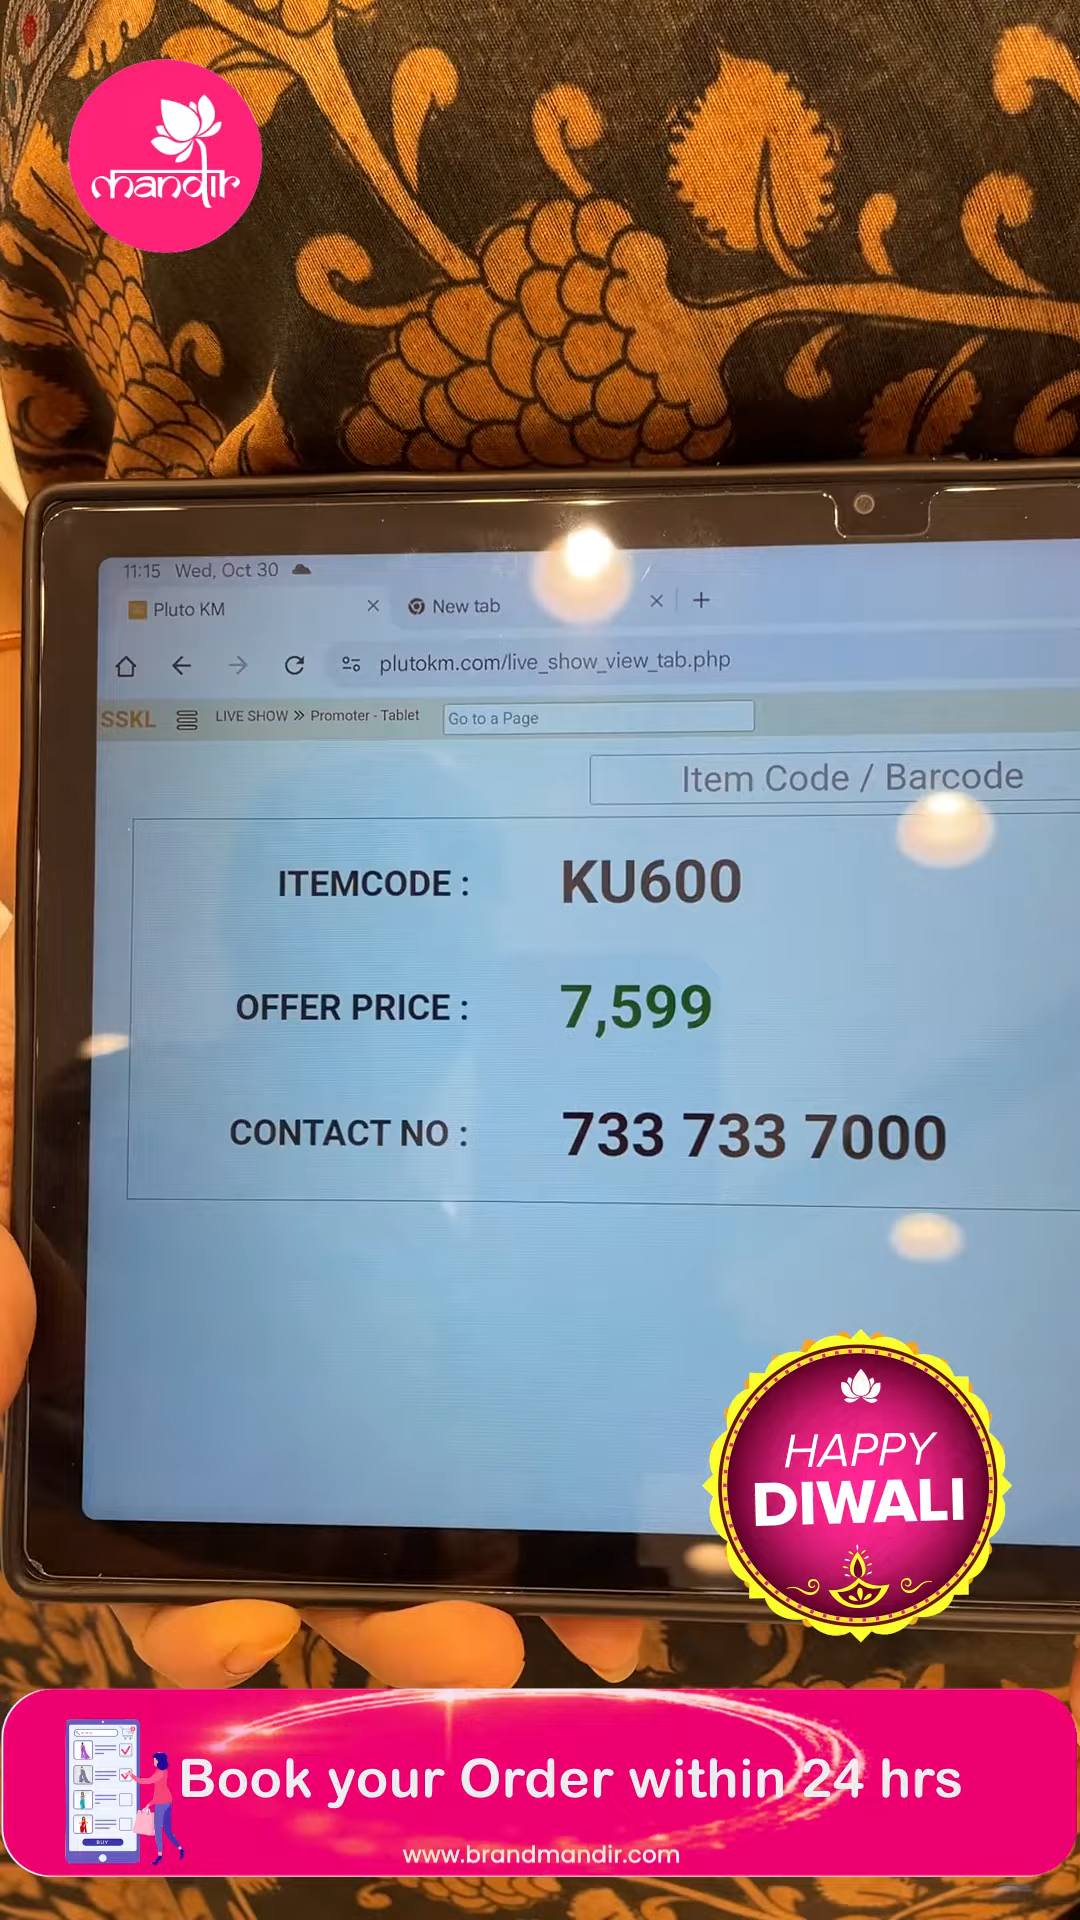 mandir
11:15 Wed, Oct 30
Pluto KM
New tab
plutokm.com/live_show_view_tab.php
SSKL
LIVE SHOW » Promoter - Tablet
Go to a Page
Item Code / Barcode
ITEMCODE : KU600
OFFER PRICE : 7,599
CONTACT NO : 733 733 7000
HAPPY
DIWALI
Book your Order within 24 hrs
BUY
www.brandmandir.com